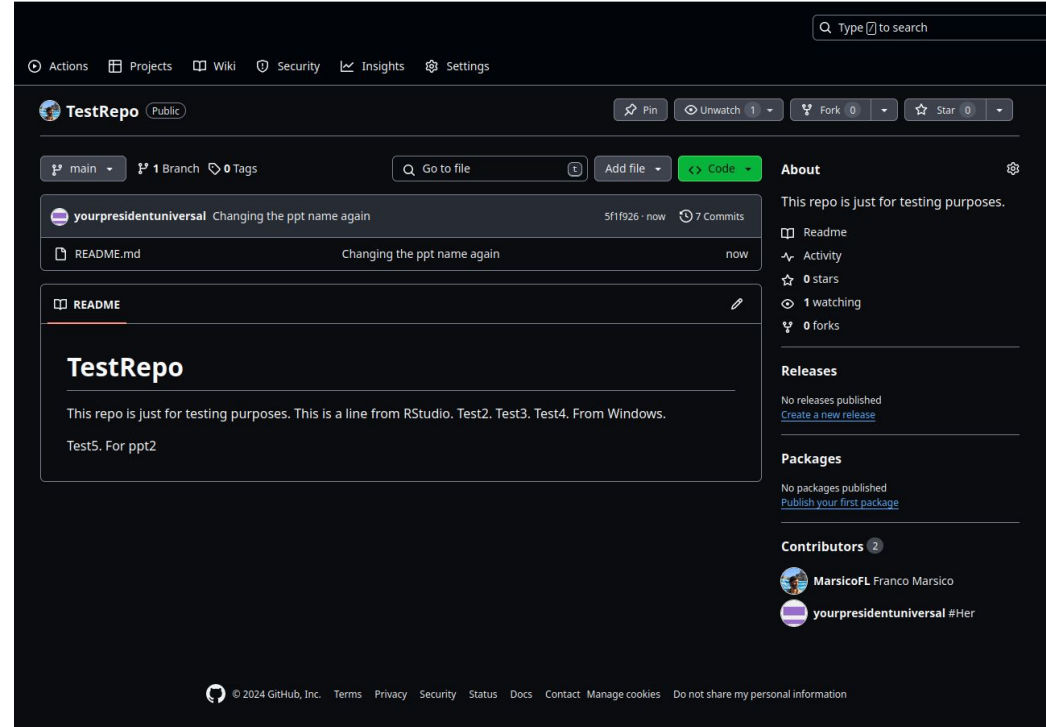 Type / to search
Actions Projects Wiki Security Insights Settings
TestRepo Public
Pin Unwatch 1 Fork 0 Star 0
main 1 Branch 0 Tags Go to file t Add file Code
yourpresidentuniversal Changing the ppt name again 5f1f926 · now 7 Commits
README.md Changing the ppt name again now
README
TestRepo
This repo is just for testing purposes. This is a line from RStudio. Test2. Test3. Test4. From Windows.
Test5. For ppt2
About
This repo is just for testing purposes.
Readme
Activity
0 stars
1 watching
0 forks
Releases
No releases published
Create a new release
Packages
No packages published
Publish your first package
Contributors 2
MarsicoFL Franco Marsico
yourpresidentuniversal #Her
© 2024 GitHub, Inc. Terms Privacy Security Status Docs Contact Manage cookies Do not share my personal information